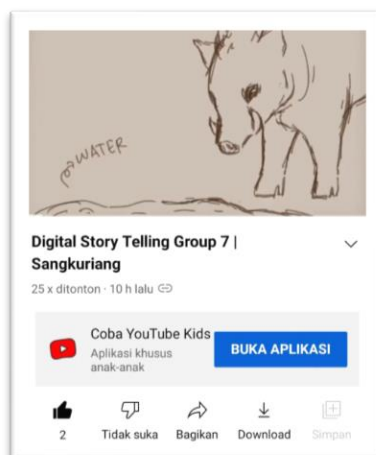 WATER
Digital Story Telling Group 7 |
Sangkuriang
25 x ditonton · 10 h lalu
Coba YouTube Kids
Aplikasi khusus
anak-anak
BUKA APLIKASI
2 Tidak suka Bagikan Download Simpan